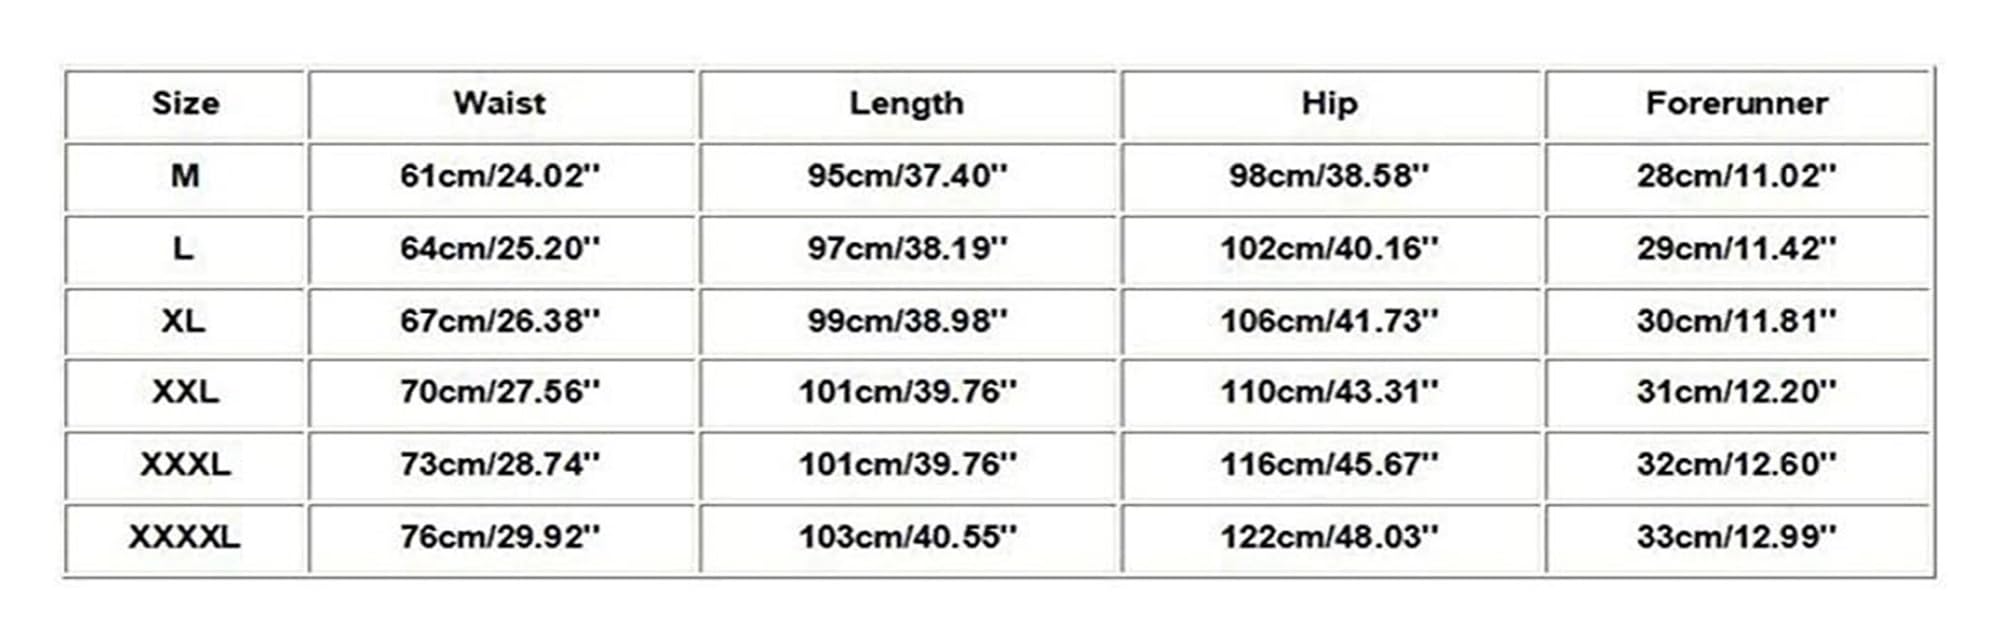 Size Waist Length Hip Forerunner
M 61cm/24.02'' 95cm/37.40'' 98cm/38.58'' 28cm/11.02''
L 64cm/25.20'' 97cm/38.19'' 102cm/40.16'' 29cm/11.42''
XL 67cm/26.38'' 99cm/38.98'' 106cm/41.73'' 30cm/11.81''
XXL 70cm/27.56'' 101cm/39.76'' 110cm/43.31'' 31cm/12.20''
XXXL 73cm/28.74'' 101cm/39.76'' 116cm/45.67'' 32cm/12.60''
XXXXL 76cm/29.92'' 103cm/40.55'' 122cm/48.03'' 33cm/12.99''